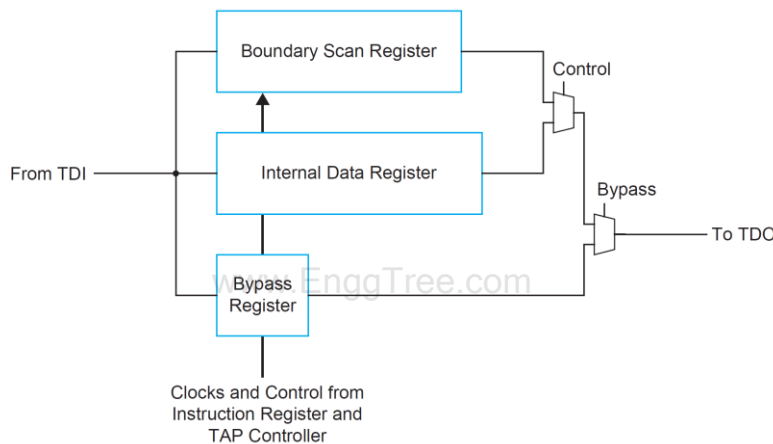 Boundary Scan Register
Control
From TDI
Internal Data Register
Bypass
To TDO
www.EnggTree.com
Bypass
Register
Clocks and Control from
Instruction Register and
TAP Controller